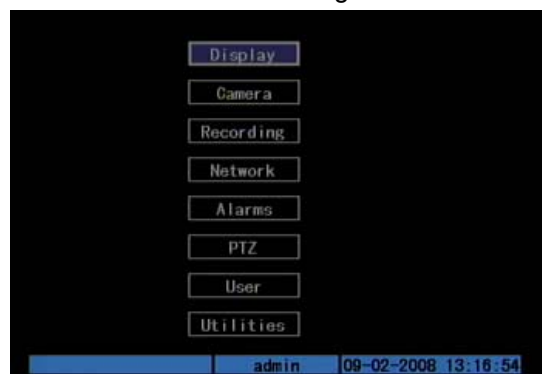 Display
Camera
Recording
Network
Alarms
PTZ
User
Utilities
admin 09-02-2008 13:16:54